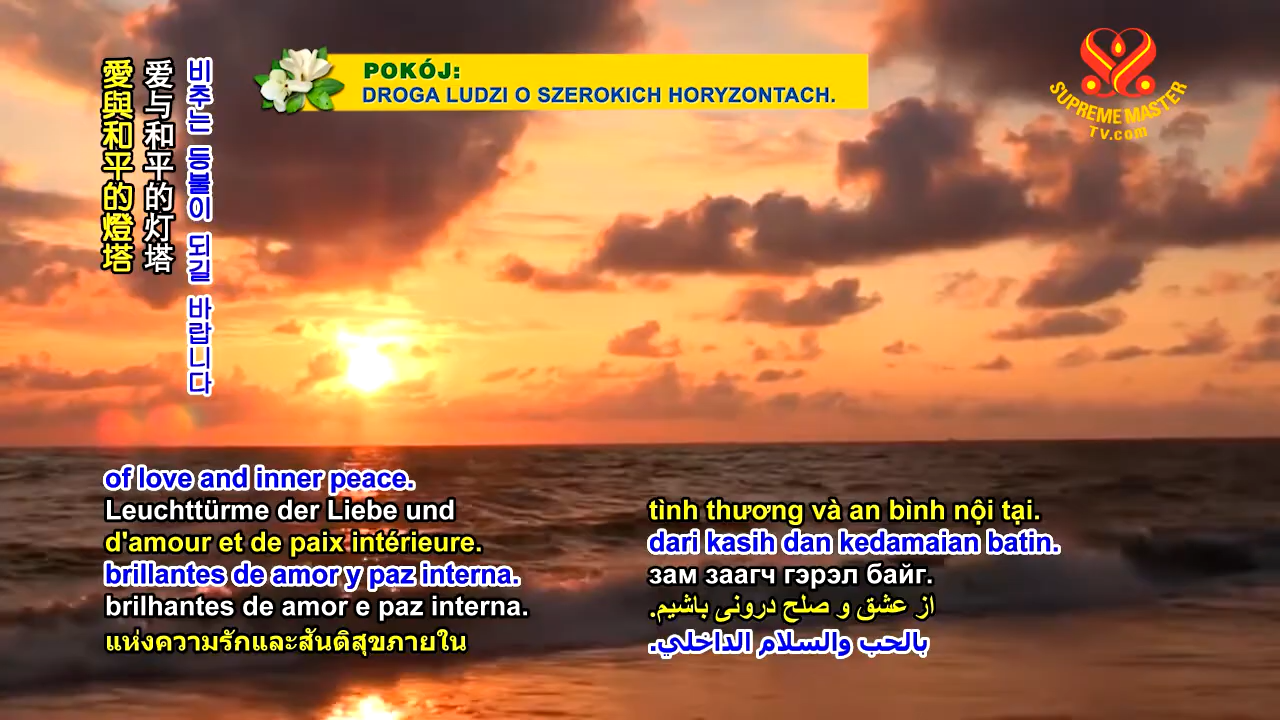 愛與和平的燈塔
爱与和平的灯塔
비추는 등불이 되길 바랍니다
POKÓJ:
DROGA LUDZI O SZEROKICH HORYZONTACH.
SUPREME MASTER
TV.com
of love and inner peace.
Leuchttürme der Liebe und
d'amour et de paix intérieure.
brillantes de amor y paz interna.
brilhantes de amor e paz interna.
แห่งความรักและสันติสุขภายใน
tình thương và an bình nội tại.
dari kasih dan kedamaian batin.
зам заагч гэрэл байг.
از عشق و صلح درونی باشیم.
بالحب والسلام الداخلي.